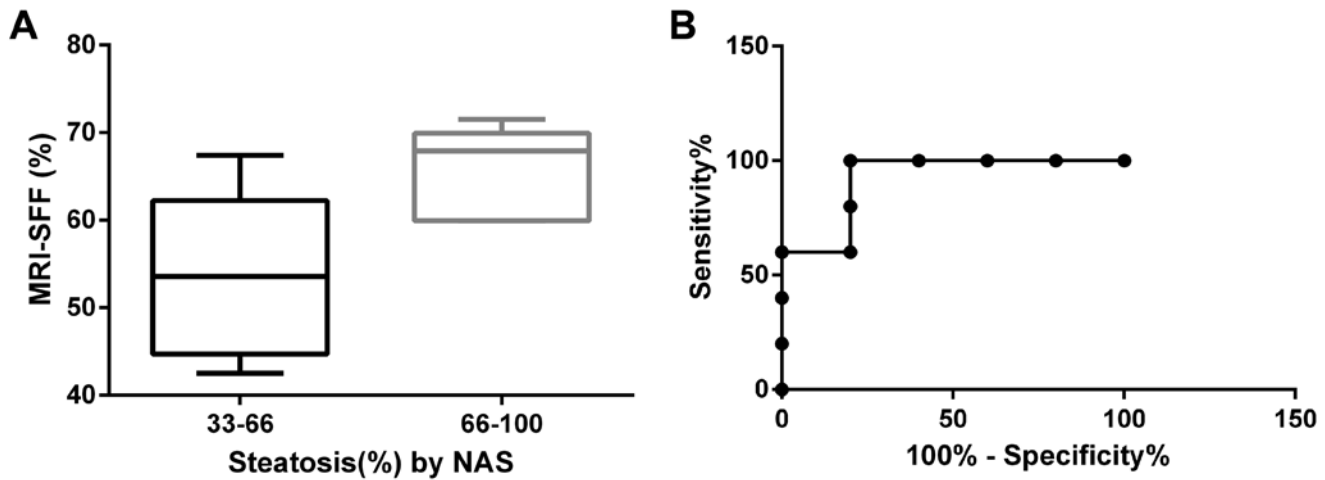 A
80
70
60
50
40
MRI-SFF (%)
33-66
66-100
Steatosis(%) by NAS
B
150
100
50
0
Sensitivity%
0
50
100
150
100% - Specificity%